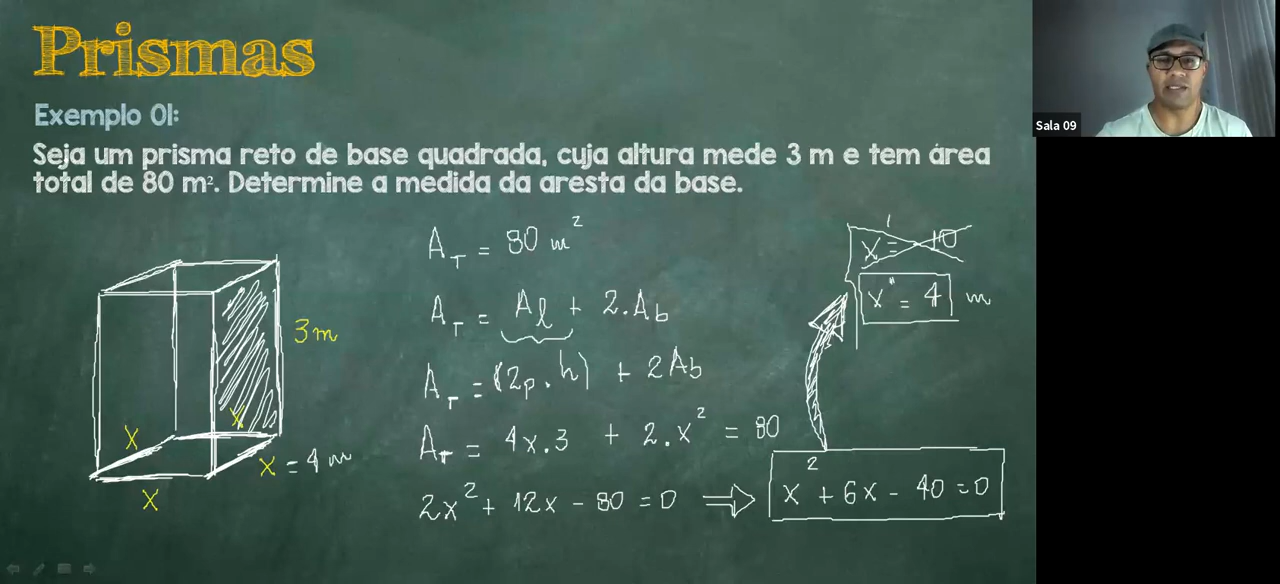 Prismas
Exemplo 01:
Seja um prisma reto de base quadrada, cuja altura mede 3 m e tem área
total de 80 m². Determine a medida da aresta da base.
A_T = 80 m²
A_T = Al + 2.Ab
A_T = (2p.h) + 2Ab
A_T = 4x.3 + 2.x² = 80
2x² + 12x - 80 = 0 ⇒ x² + 6x - 40 = 0
x' = -10
x" = 4 m
3m
x
x
x = 4 m
x
Sala 09